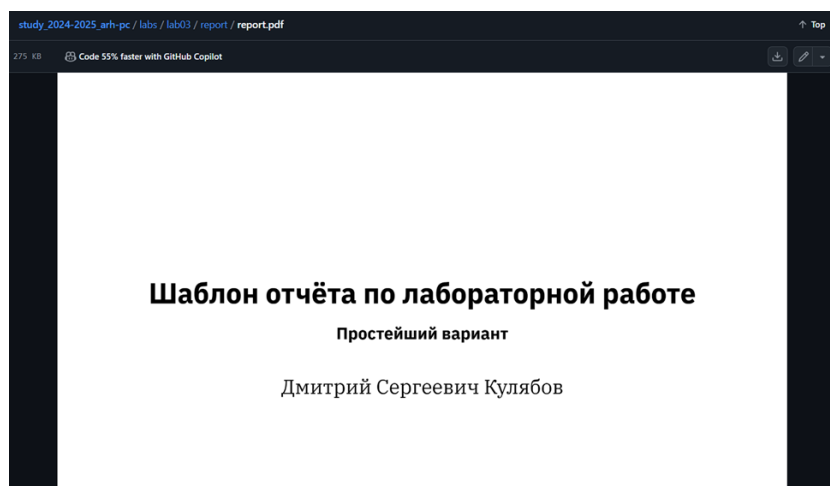 study_2024-2025_arh-pc / labs / lab03 / report / report.pdf
↑ Top
275 KB
Code 55% faster with GitHub Copilot
Шаблон отчёта по лабораторной работе
Простейший вариант
Дмитрий Сергеевич Кулябов